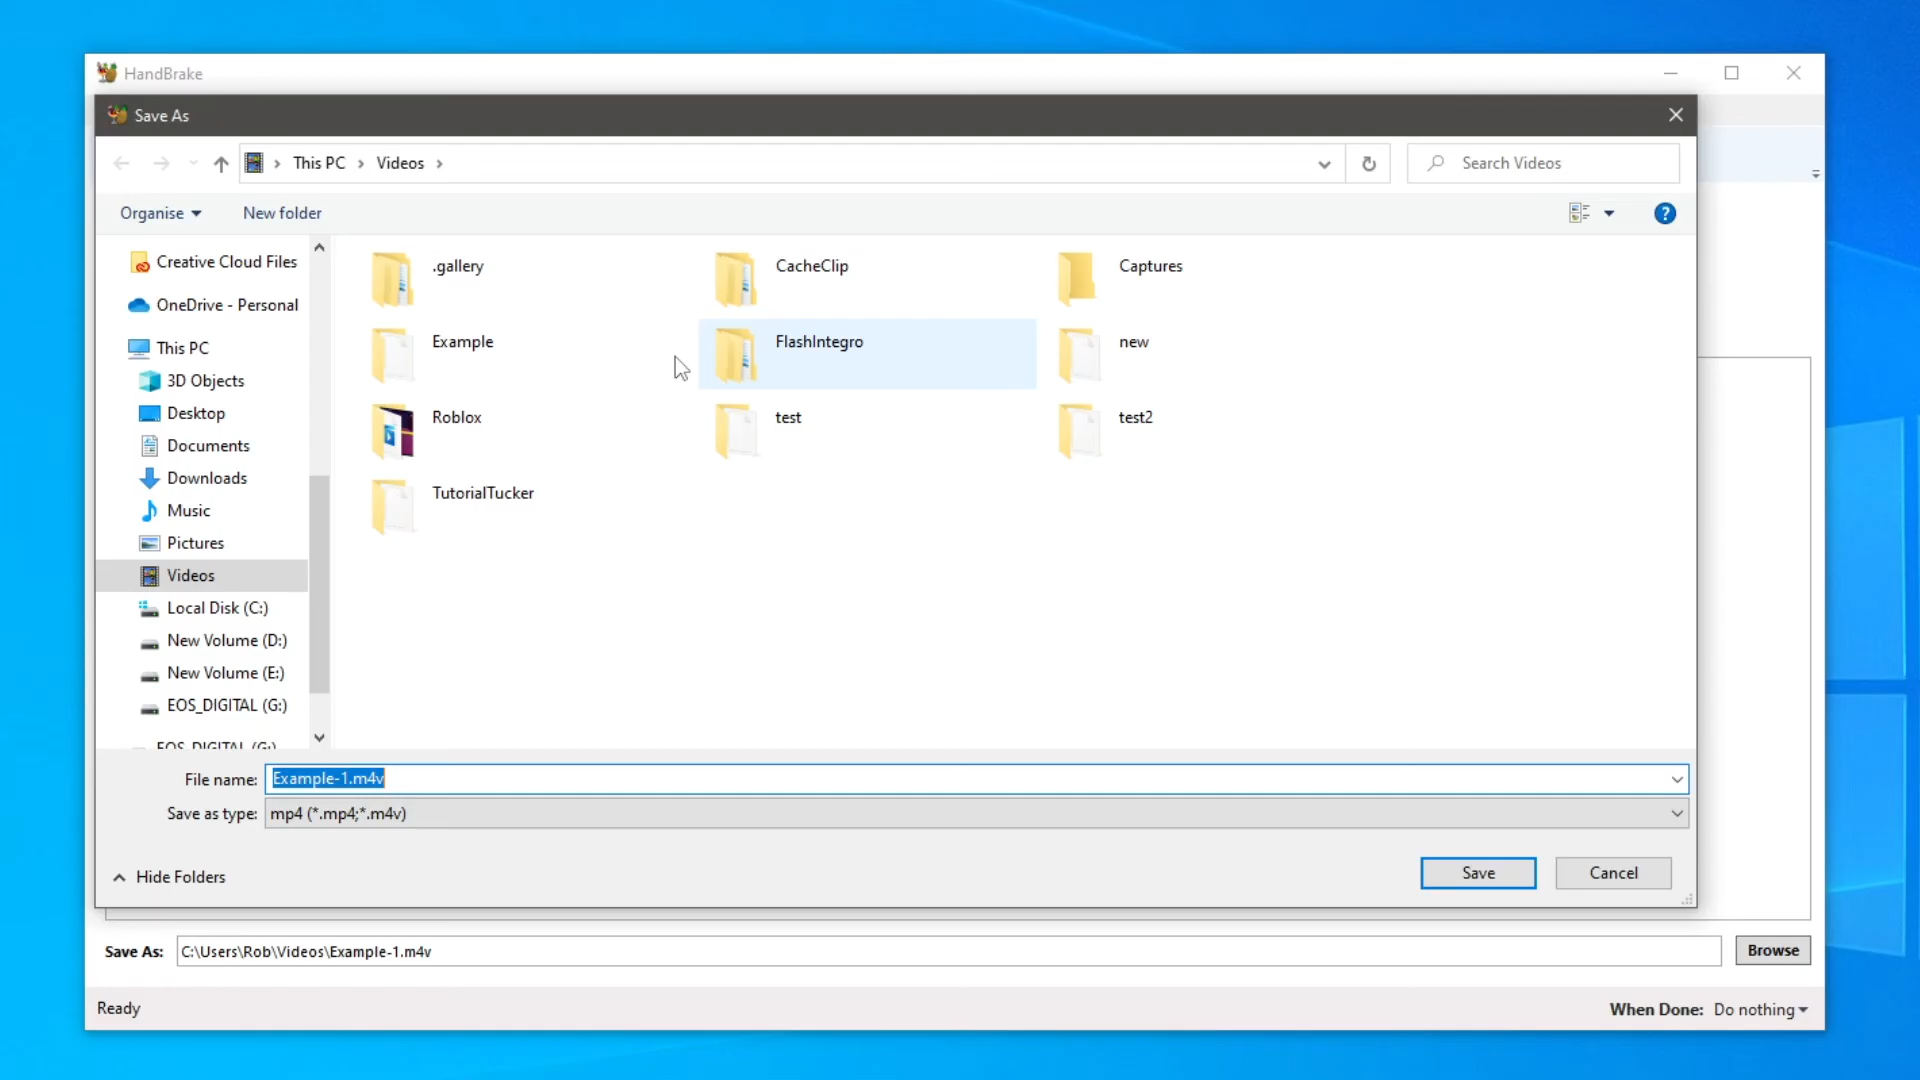 HandBrake
Save As
This PC Videos
Search Videos
Organise New folder
Creative Cloud Files
OneDrive - Personal
This PC
3D Objects
Desktop
Documents
Downloads
Music
Pictures
Videos
Local Disk (C:)
New Volume (D:)
New Volume (E:)
EOS_DIGITAL (G:)
EOS_DIGITAL (G:)
.gallery CacheClip Captures
Example FlashIntegro new
Roblox test test2
TutorialTucker
File name: Example-1.m4v
Save as type: mp4 (*.mp4;*.m4v)
Hide Folders
Save Cancel
Save As: C:\Users\Rob\Videos\Example-1.m4v Browse
Ready When Done: Do nothing